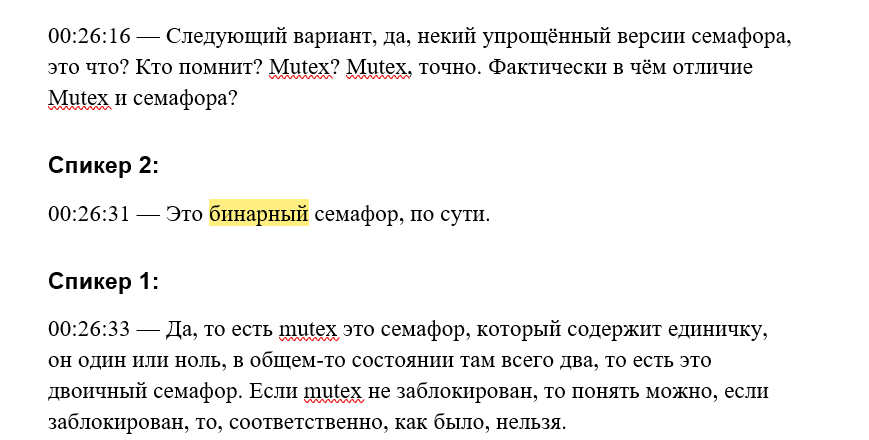 00:26:16 — Следующий вариант, да, некий упрощённый версии семафора,
это что? Кто помнит? Mutex? Mutex, точно. Фактически в чём отличие
Mutex и семафора?
Спикер 2:
00:26:31 — Это бинарный семафор, по сути.
Спикер 1:
00:26:33 — Да, то есть mutex это семафор, который содержит единичку,
он один или ноль, в общем-то состоянии там всего два, то есть это
двоичный семафор. Если mutex не заблокирован, то понять можно, если
заблокирован, то, соответственно, как было, нельзя.